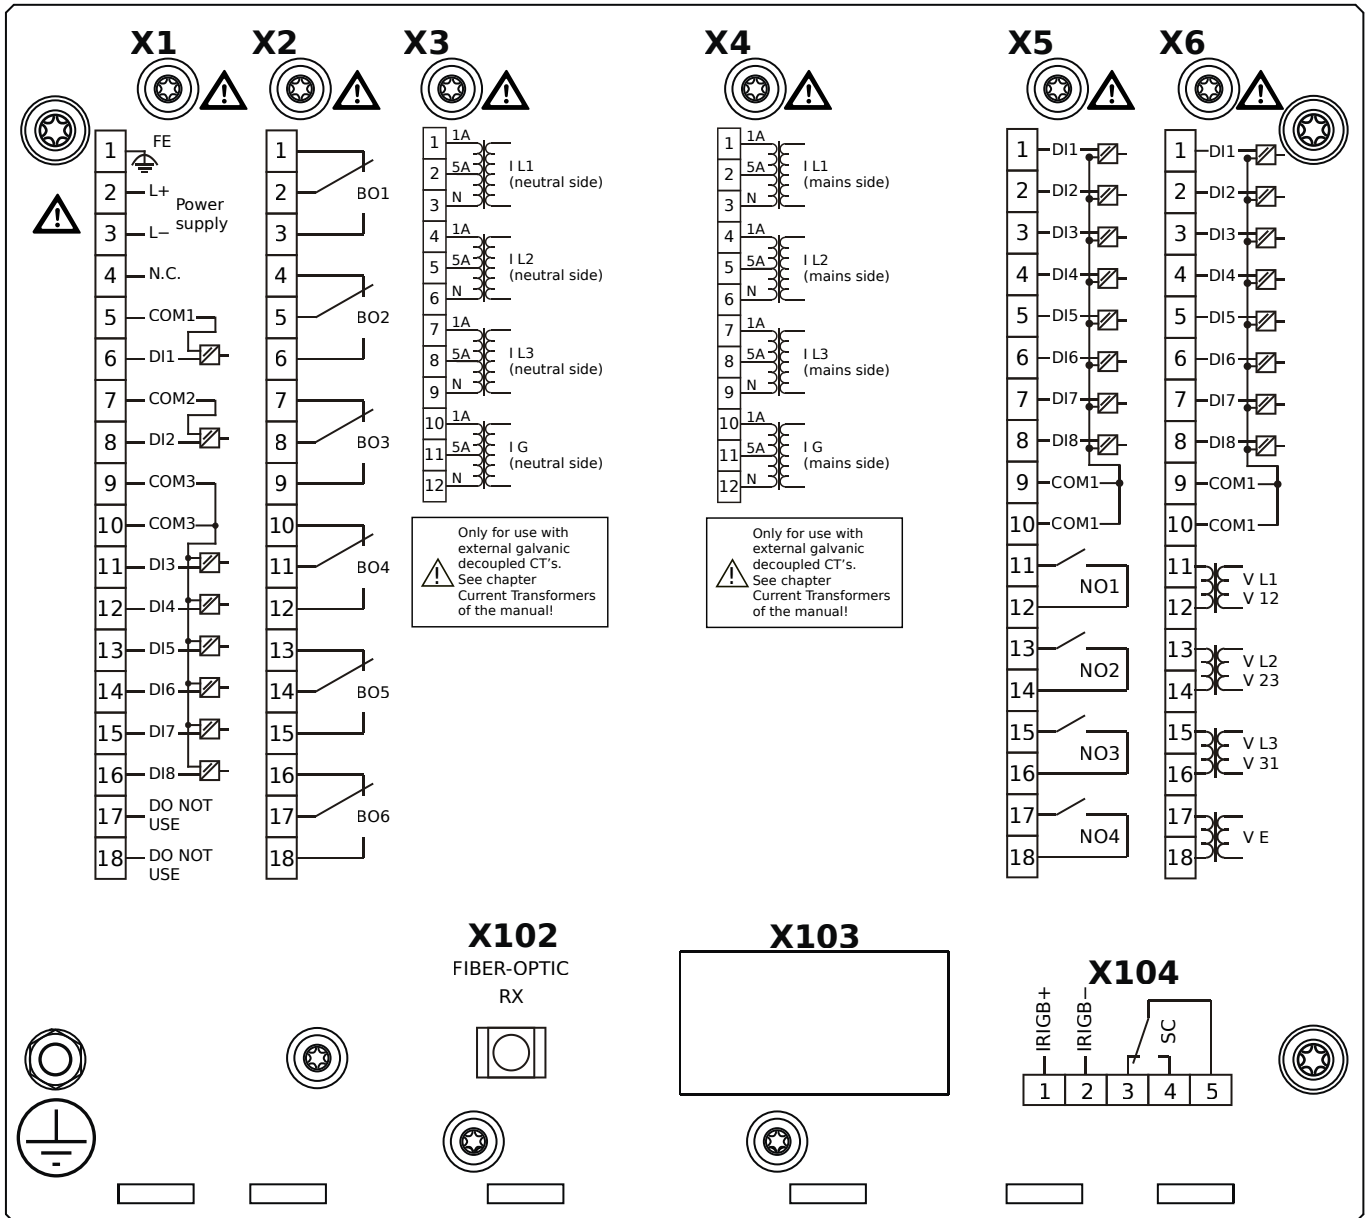 X1
X2
X3
X4
X5
X6
1
FE
2
L+
Power
supply
3
L−
4
N.C.
5
COM1
6
DI1
7
COM2
8
DI2
9
COM3
10
COM3
11
DI3
12
DI4
13
DI5
14
DI6
15
DI7
16
DI8
17
DO NOT
USE
18
DO NOT
USE
1
2
BO1
3
4
5
BO2
6
7
8
BO3
9
10
11
BO4
12
13
14
BO5
15
16
17
BO6
18
1
1A
2
5A
I L1
(neutral side)
3
N
4
1A
5
5A
I L2
(neutral side)
6
N
7
1A
8
5A
I L3
(neutral side)
9
N
10
1A
11
5A
I G
(neutral side)
12
N
Only for use with
external galvanic
decoupled CT's.
See chapter
Current Transformers
of the manual!
1
1A
2
5A
I L1
(mains side)
3
N
4
1A
5
5A
I L2
(mains side)
6
N
7
1A
8
5A
I L3
(mains side)
9
N
10
1A
11
5A
I G
(mains side)
12
N
Only for use with
external galvanic
decoupled CT's.
See chapter
Current Transformers
of the manual!
1
DI1
2
DI2
3
DI3
4
DI4
5
DI5
6
DI6
7
DI7
8
DI8
9
COM1
10
COM1
11
NO1
12
13
NO2
14
15
NO3
16
17
NO4
18
1
DI1
2
DI2
3
DI3
4
DI4
5
DI5
6
DI6
7
DI7
8
DI8
9
COM1
10
COM1
11
V L1
V 12
12
13
V L2
V 23
14
15
V L3
V 31
16
17
V E
18
X102
FIBER-OPTIC
RX
X103
X104
IRIGB+
IRIGB−
SC
1
2
3
4
5